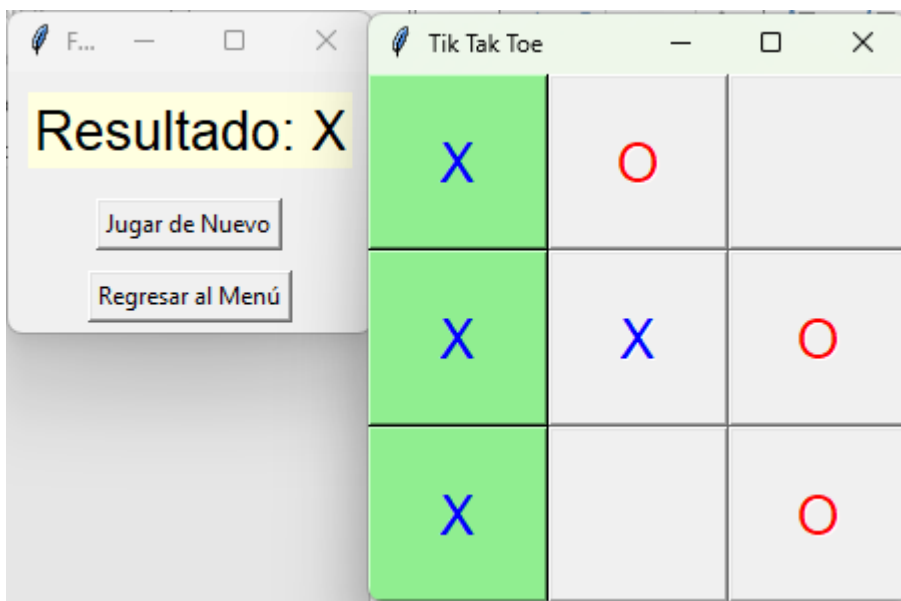 F...
Resultado: X
Jugar de Nuevo
Regresar al Menú
Tik Tak Toe
X O
X X O
X O